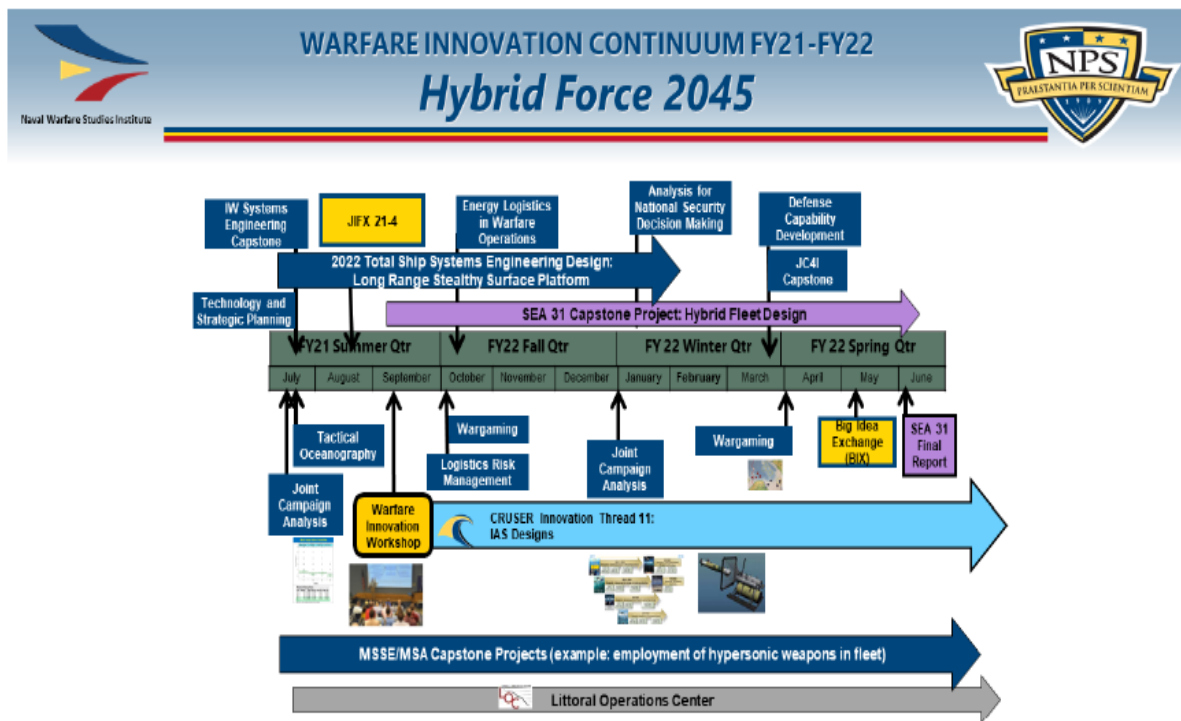 WARFARE INNOVATION CONTINUUM FY21-FY22
Hybrid Force 2045
Naval Warfare Studies Institute
NPS
PRAESTANTIA PER SCIENTIAM
IW Systems
Engineering
Capstone
JIFX 21-4
Energy Logistics
in Warfare
Operations
Analysis for
National Security
Decision Making
Defense
Capability
Development
JC4I
Capstone
2022 Total Ship Systems Engineering Design:
Long Range Stealthy Surface Platform
Technology and
Strategic Planning
SEA 31 Capstone Project: Hybrid Fleet Design
FY21 Summer Qtr
FY22 Fall Qtr
FY 22 Winter Qtr
FY 22 Spring Qtr
July
August
September
October
November
December
January
February
March
April
May
June
Tactical
Oceanography
Wargaming
Logistics Risk
Management
Joint
Campaign
Analysis
Wargaming
Big Idea
Exchange
(BIX)
SEA 31
Final
Report
Joint
Campaign
Analysis
Warfare
Innovation
Workshop
CRUSER Innovation Thread 11:
IAS Designs
MSSE/MSA Capstone Projects (example: employment of hypersonic weapons in fleet)
LOC
Littoral Operations Center